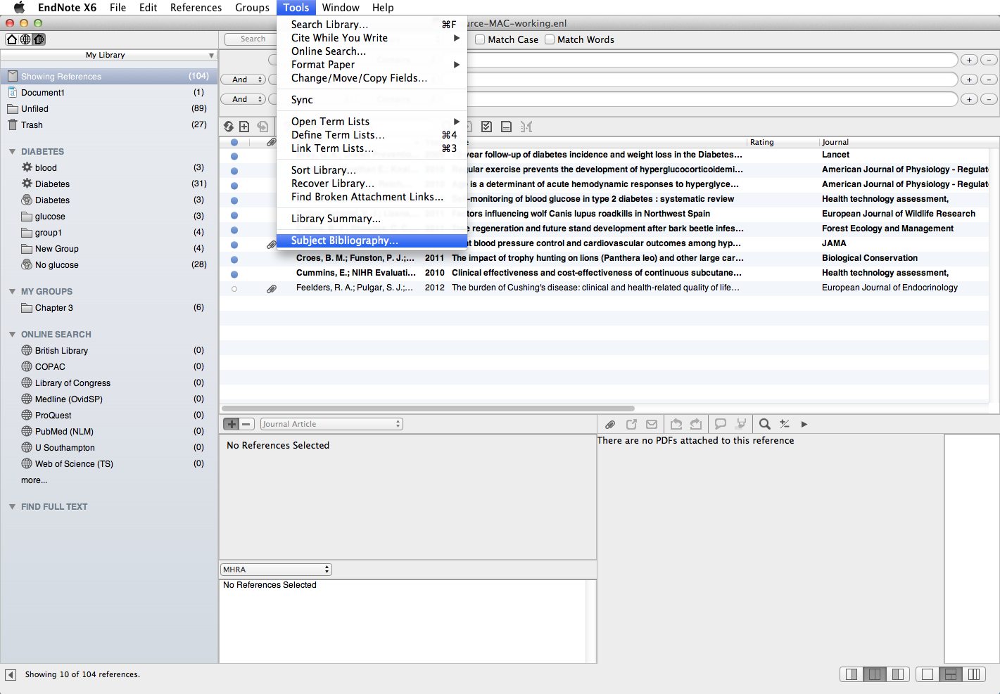 EndNote X6 File Edit References Groups Tools Window Help
urce-MAC-working.enl
Search Library... ⌘F
Cite While You Write
Online Search...
Format Paper
Change/Move/Copy Fields...
Sync
Open Term Lists
Define Term Lists... ⌘4
Link Term Lists... ⌘3
Sort Library...
Recover Library...
Find Broken Attachment Links...
Library Summary...
Subject Bibliography...
Search
Match Case Match Words
And
And
My Library
Showing References (104)
Document1 (1)
Unfiled (89)
Trash (27)
DIABETES
blood (3)
Diabetes (31)
Diabetes (3)
glucose (3)
group1 (4)
New Group (4)
No glucose (28)
MY GROUPS
Chapter 3 (6)
ONLINE SEARCH
British Library (0)
COPAC (0)
Library of Congress (0)
Medline (OvidSP) (0)
ProQuest (0)
PubMed (NLM) (0)
U Southampton (0)
Web of Science (TS) (0)
more...
FIND FULL TEXT
Rating Journal
year follow-up of diabetes incidence and weight loss in the Diabetes... Lancet
ular exercise prevents the development of hyperglucocorticoidemi... American Journal of Physiology - Regulat
is a determinant of acute hemodynamic responses to hyperglyce... American Journal of Physiology - Regulat
-monitoring of blood glucose in type 2 diabetes : systematic review Health technology assessment,
tors influencing wolf Canis lupus roadkills in Northwest Spain European Journal of Wildlife Research
e regeneration and future stand development after bark beetle infes... Forest Ecology and Management
t blood pressure control and cardiovascular outcomes among hyp... JAMA
Croes, B. M.; Funston, P. J.;... 2011 The impact of trophy hunting on lions (Panthera leo) and other large car... Biological Conservation
Cummins, E.; NIHR Evaluati... 2010 Clinical effectiveness and cost-effectiveness of continuous subcutane... Health technology assessment,
Feelders, R. A.; Pulgar, S. J.;... 2012 The burden of Cushing's disease: clinical and health-related quality of life... European Journal of Endocrinology
Journal Article
No References Selected
There are no PDFs attached to this reference
MHRA
No References Selected
Showing 10 of 104 references.